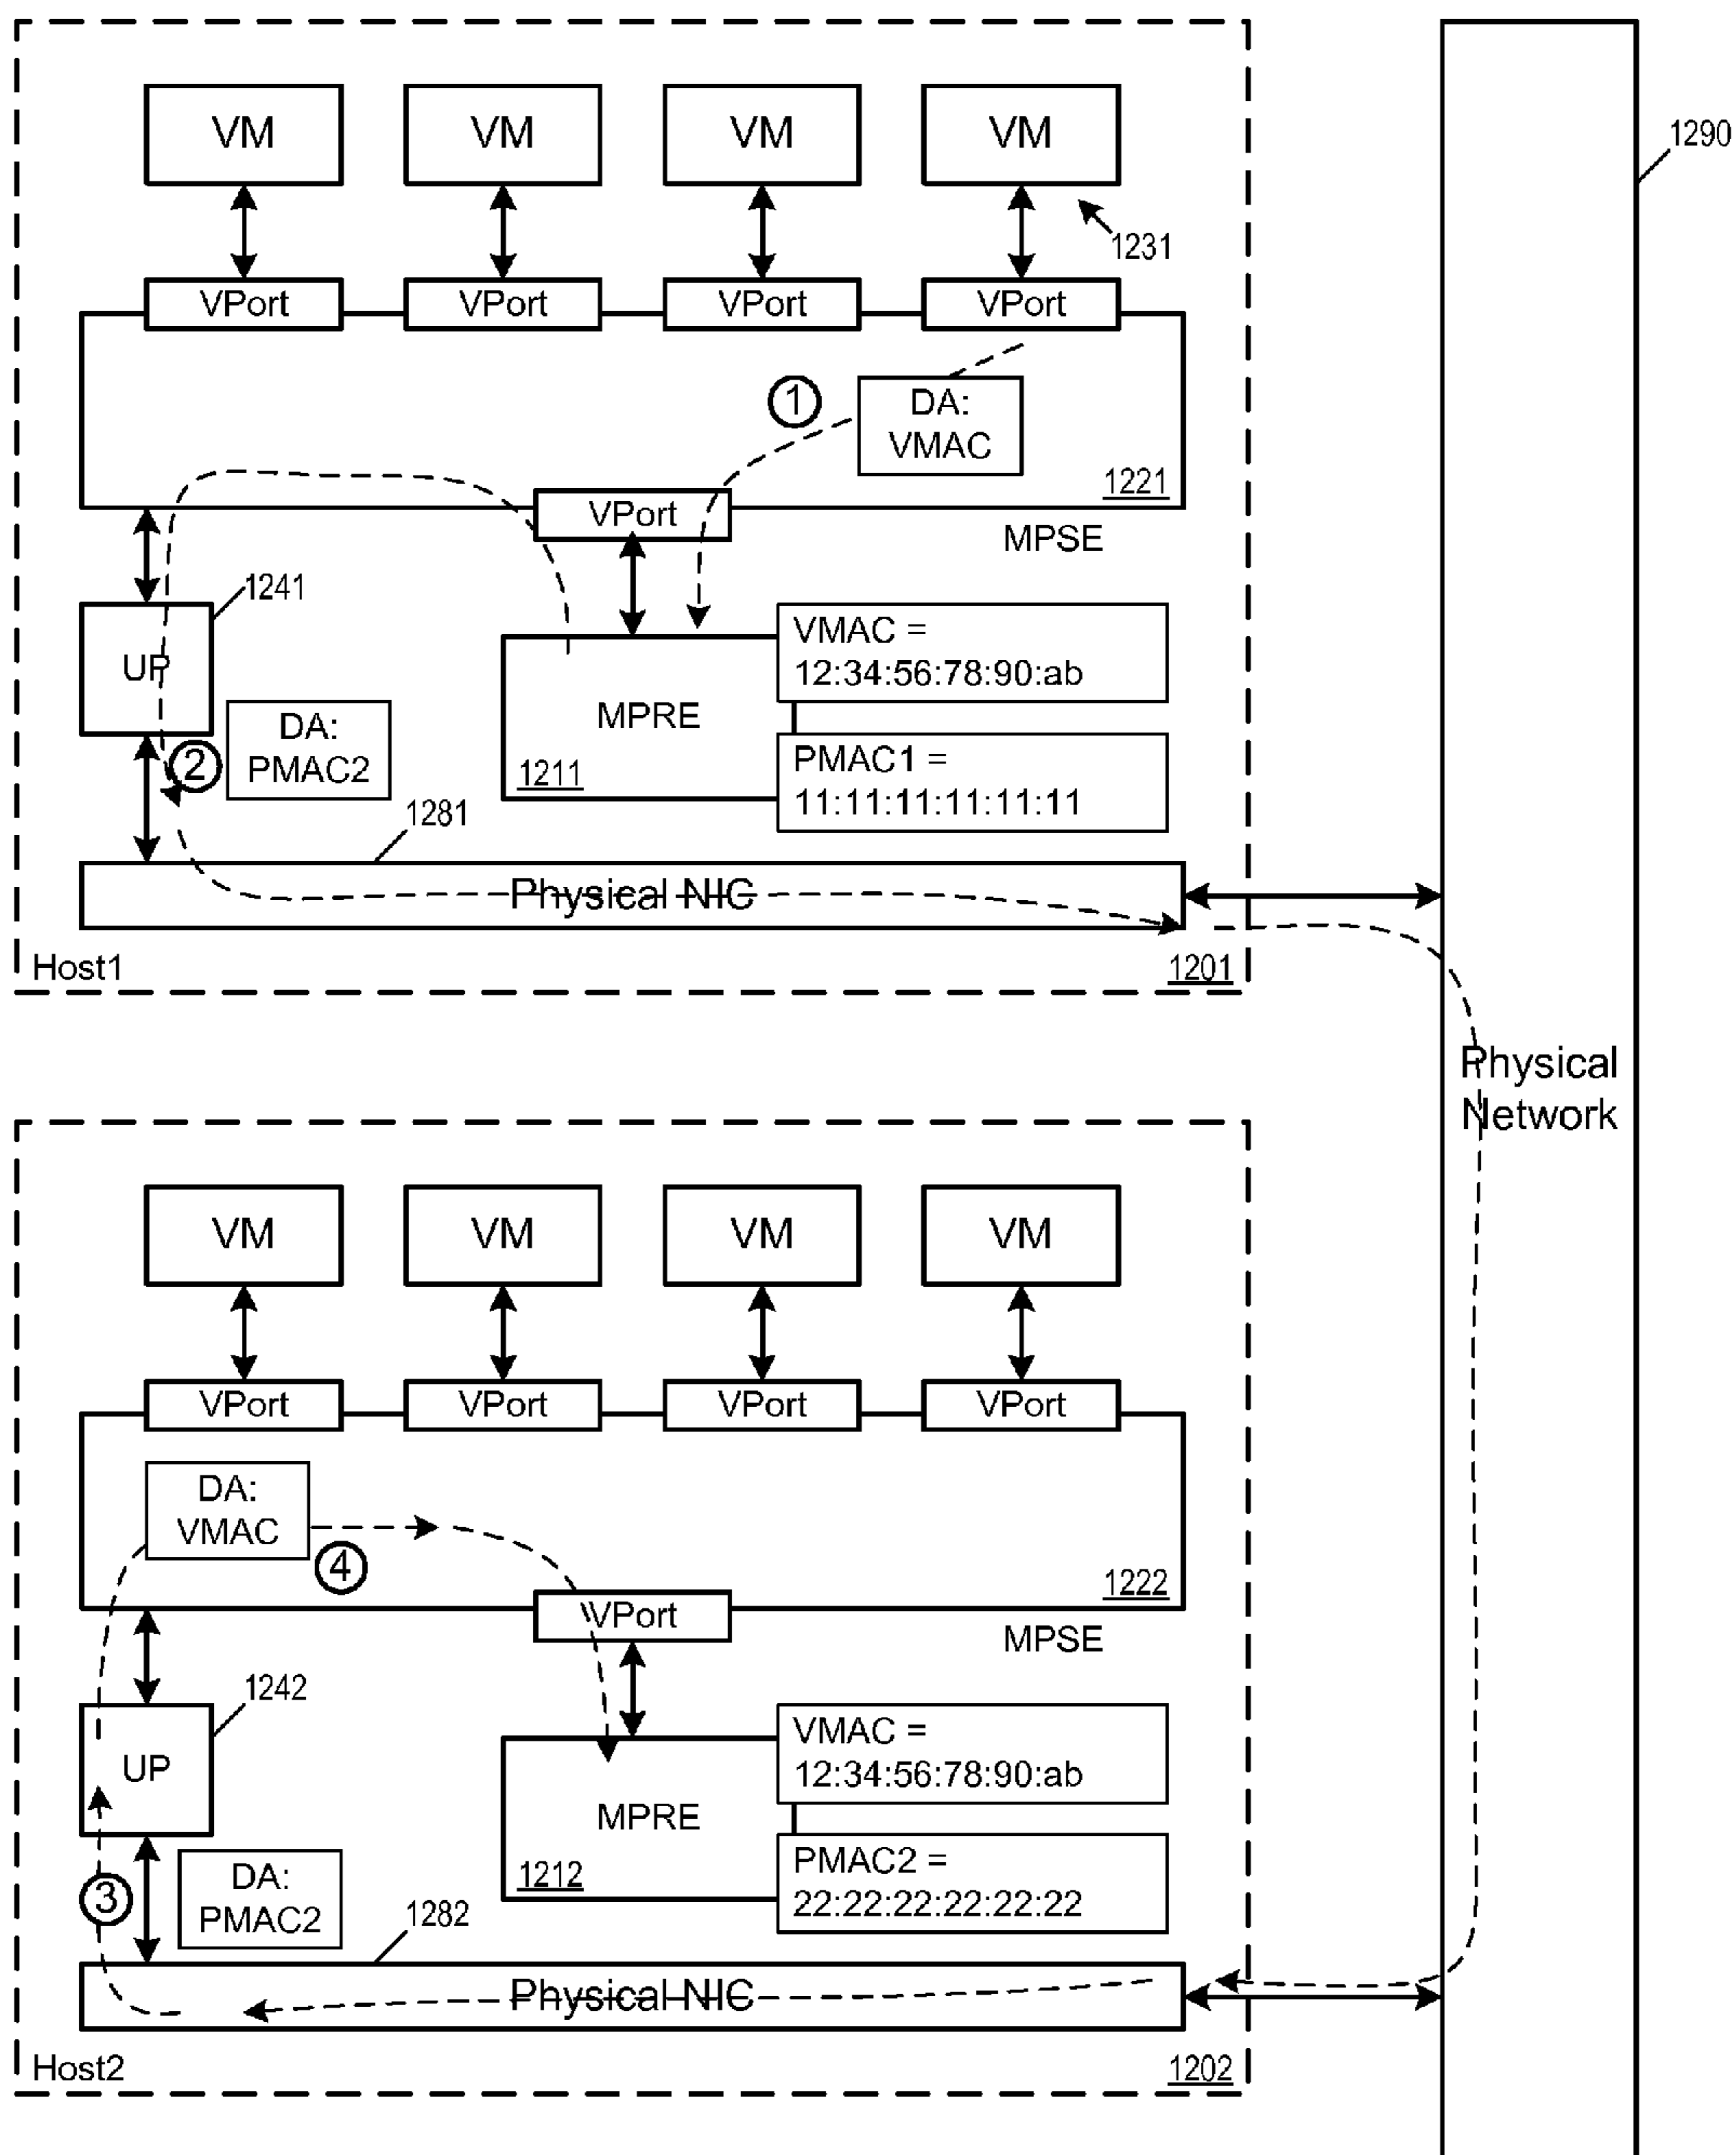 1290
VM
VM
VM
VM
1231
VPort
VPort
VPort
VPort
1
DA:
VMAC
1221
VPort
MPSE
1241
UP
VMAC =
12:34:56:78:90:ab
MPRE
1211
DA:
PMAC2
2
PMAC1 =
11:11:11:11:11:11
1281
Physical NIC
Host1
1201
Physical
Network
VM
VM
VM
VM
VPort
VPort
VPort
VPort
DA:
VMAC
4
1222
VPort
MPSE
1242
UP
VMAC =
12:34:56:78:90:ab
MPRE
1212
3
DA:
PMAC2
PMAC2 =
22:22:22:22:22:22
1282
Physical NIC
Host2
1202